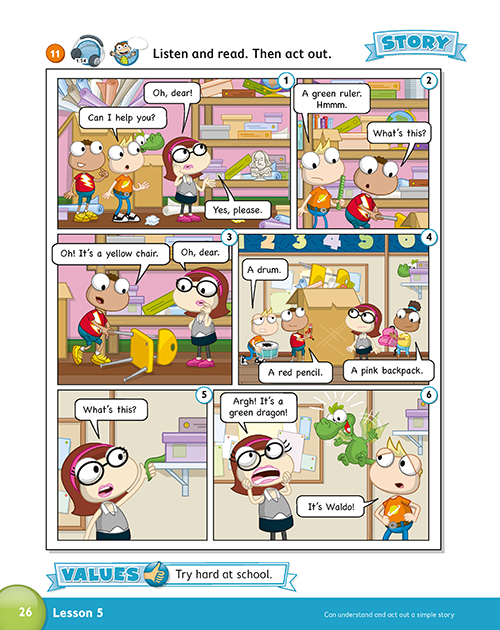 11
1:54
Listen and read. Then act out.
STORY
1
Oh, dear!
Can I help you?
Yes, please.
2
A green ruler.
Hmmm.
What's this?
3
Oh! It's a yellow chair.
Oh, dear.
4
2 3 4 5 6
A drum.
A red pencil.
A pink backpack.
5
What's this?
6
Argh! It's a
green dragon!
It's Waldo!
VALUES
Try hard at school.
26
Lesson 5
Can understand and act out a simple story